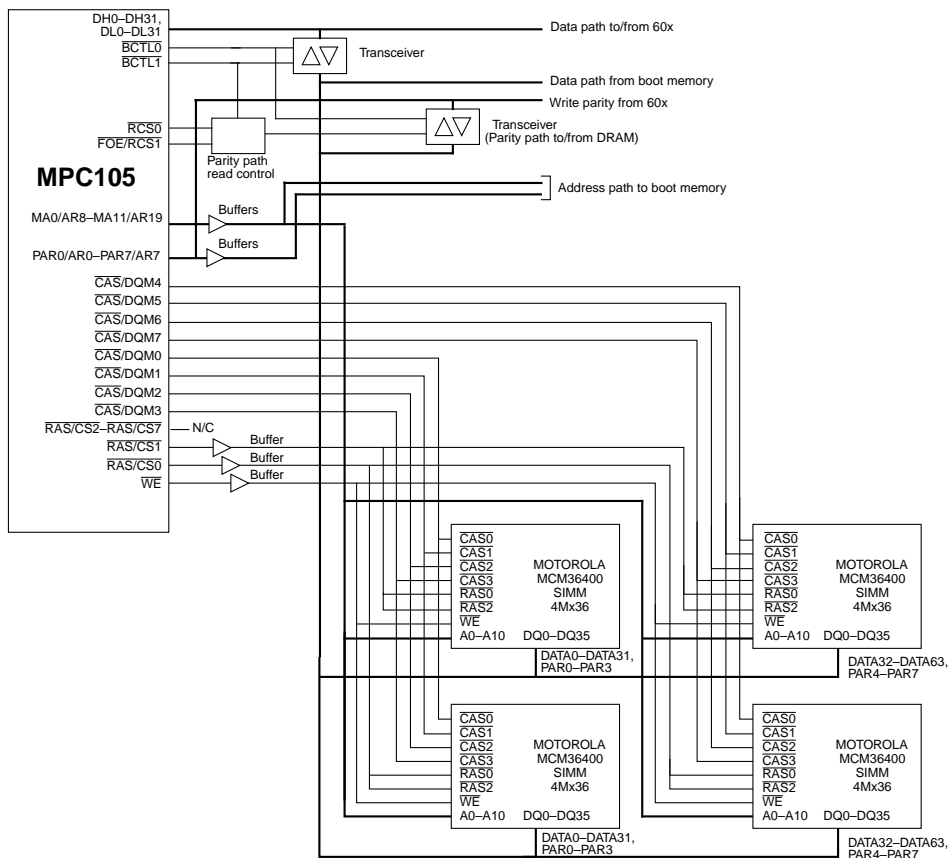 DH0–DH31,
DL0–DL31
BCTL0
BCTL1
Transceiver
Data path to/from 60x
Data path from boot memory
Write parity from 60x
RCS0
FOE/RCS1
Parity path
read control
Transceiver
(Parity path to/from DRAM)
MPC105
Address path to boot memory
MA0/AR8–MA11/AR19
Buffers
PAR0/AR0–PAR7/AR7
Buffers
CAS/DQM4
CAS/DQM5
CAS/DQM6
CAS/DQM7
CAS/DQM0
CAS/DQM1
CAS/DQM2
CAS/DQM3
RAS/CS2–RAS/CS7
N/C
RAS/CS1
Buffer
RAS/CS0
Buffer
WE
Buffer
CAS0
CAS1
CAS2
CAS3
RAS0
RAS2
WE
A0–A10
MOTOROLA
MCM36400
SIMM
4Mx36
DQ0–DQ35
DATA0–DATA31,
PAR0–PAR3
CAS0
CAS1
CAS2
CAS3
RAS0
RAS2
WE
A0–A10
MOTOROLA
MCM36400
SIMM
4Mx36
DQ0–DQ35
DATA32–DATA63,
PAR4–PAR7
CAS0
CAS1
CAS2
CAS3
RAS0
RAS2
WE
A0–A10
MOTOROLA
MCM36400
SIMM
4Mx36
DQ0–DQ35
DATA0–DATA31,
PAR0–PAR3
CAS0
CAS1
CAS2
CAS3
RAS0
RAS2
WE
A0–A10
MOTOROLA
MCM36400
SIMM
4Mx36
DQ0–DQ35
DATA32–DATA63,
PAR4–PAR7